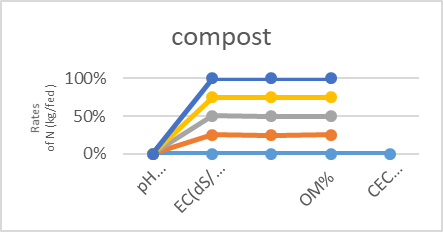 compost
Rates
of N (kg/fed )
100%
50%
0%
pH...
EC(dS/...
OM%
CEC...